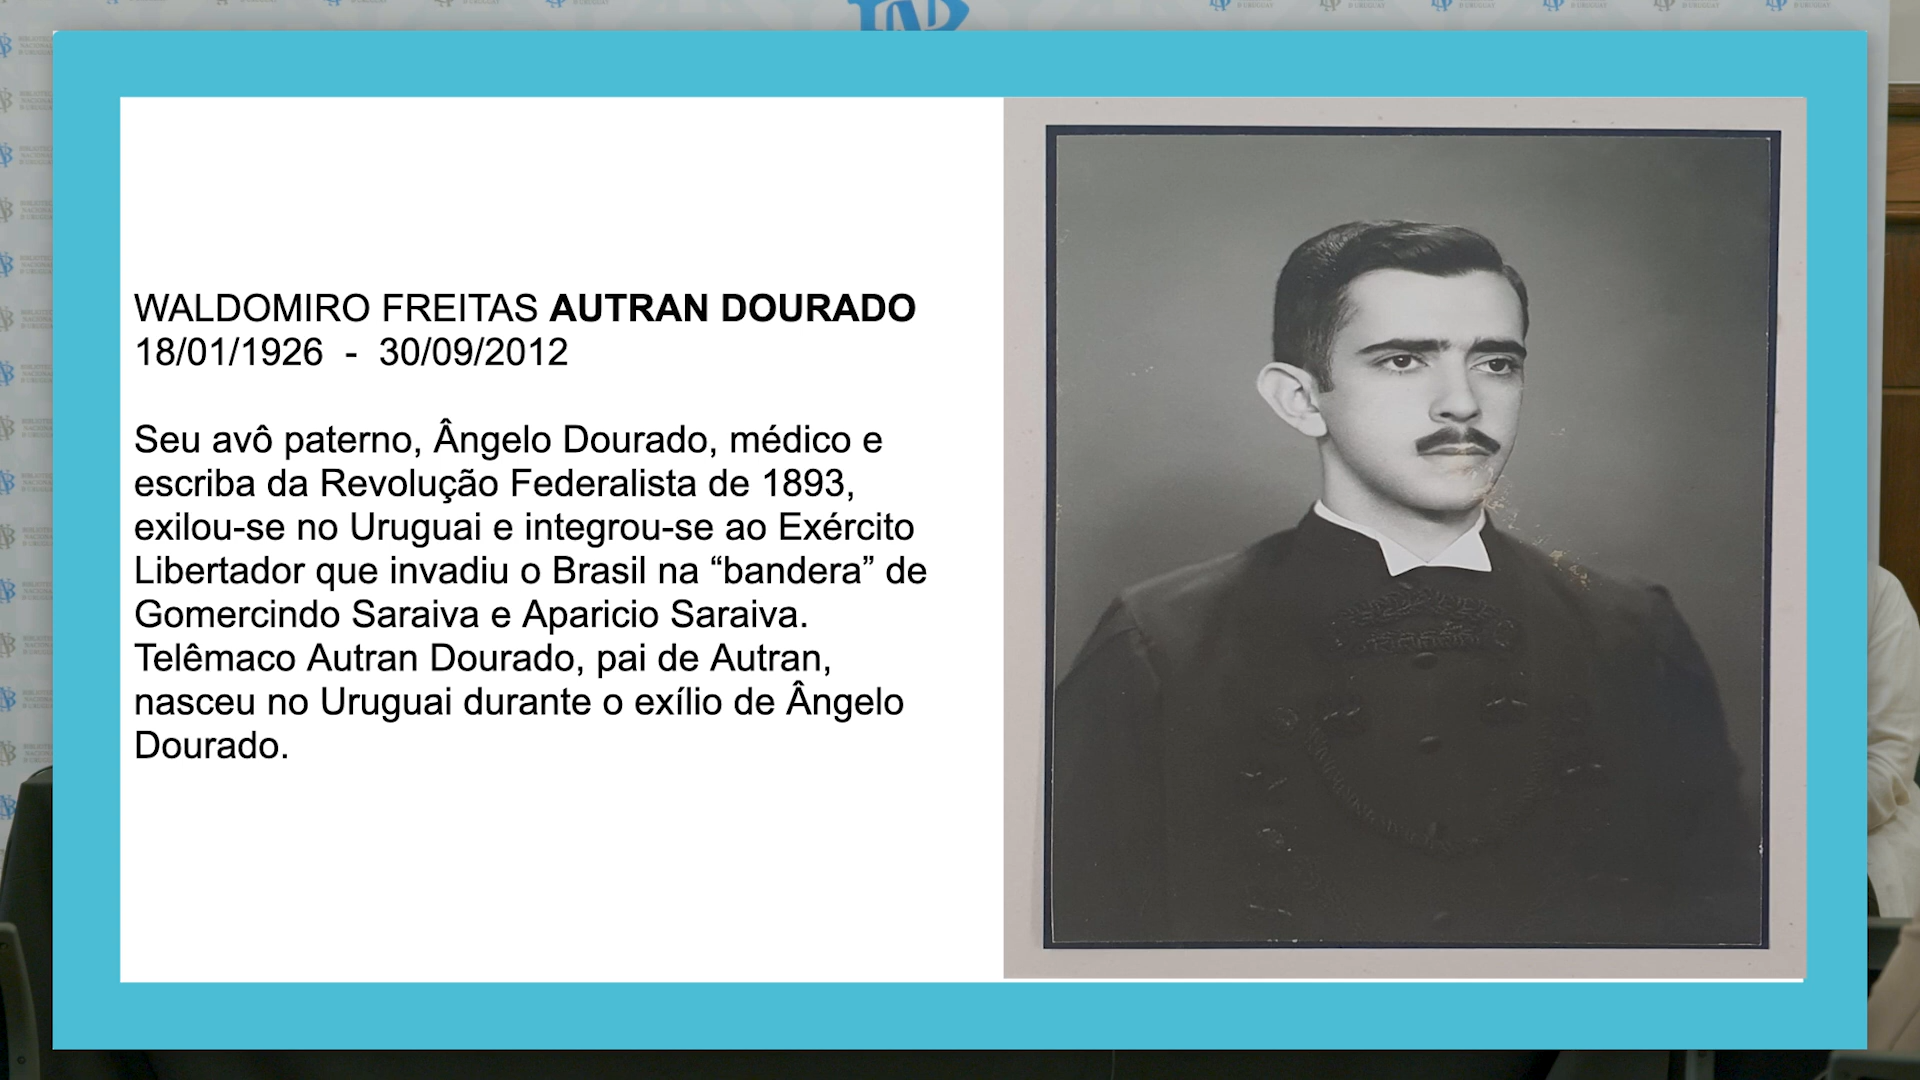 WALDOMIRO FREITAS AUTRAN DOURADO
18/01/1926 - 30/09/2012
Seu avô paterno, Ângelo Dourado, médico e
escriba da Revolução Federalista de 1893,
exilou-se no Uruguai e integrou-se ao Exército
Libertador que invadiu o Brasil na “bandera” de
Gomercindo Saraiva e Aparicio Saraiva.
Telêmaco Autran Dourado, pai de Autran,
nasceu no Uruguai durante o exílio de Ângelo
Dourado.